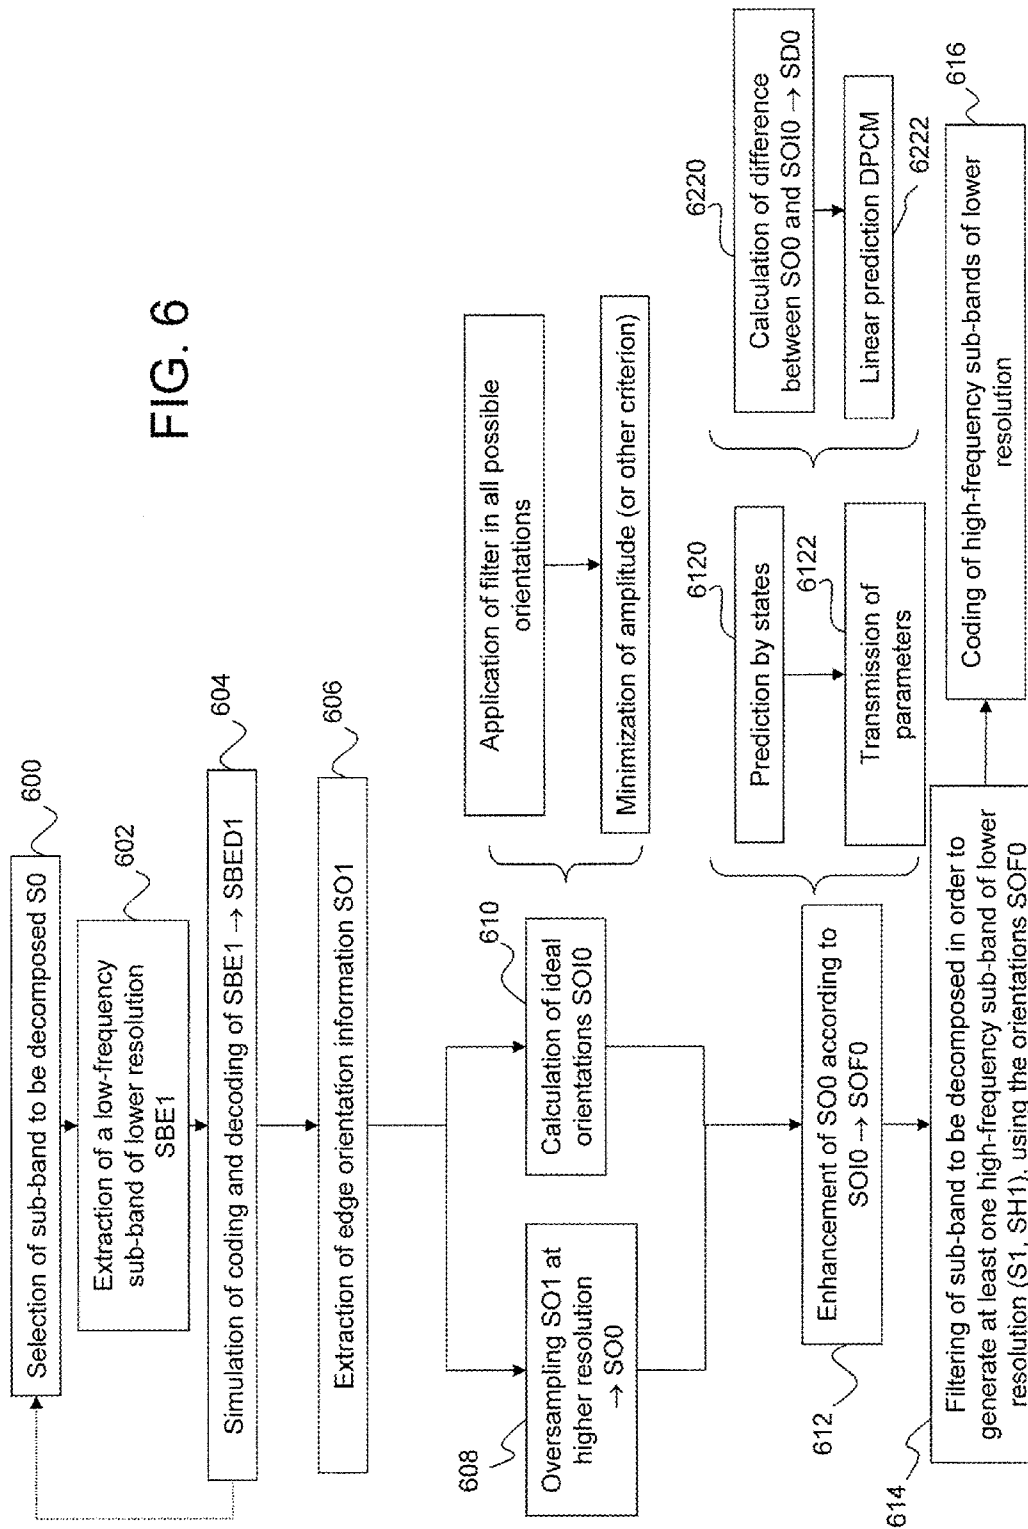 FIG. 6
Selection of sub-band to be decomposed S0
600
Extraction of a low-frequency
sub-band of lower resolution
SBE1
602
Simulation of coding and decoding of SBE1 → SBED1
604
Extraction of edge orientation information SO1
606
Oversampling SO1 at
higher resolution
→ SO0
608
Calculation of ideal
orientations SOI0
610
Application of filter in all possible
orientations
Minimization of amplitude (or other criterion)
Enhancement of SO0 according to
SOI0 → SOF0
612
Prediction by states
6120
Transmission of
parameters
6122
Calculation of difference
between SO0 and SOI0 → SD0
6220
Linear prediction DPCM
6222
Filtering of sub-band to be decomposed in order to
generate at least one high-frequency sub-band of lower
resolution (S1, SH1), using the orientations SOF0
614
Coding of high-frequency sub-bands of lower
resolution
616